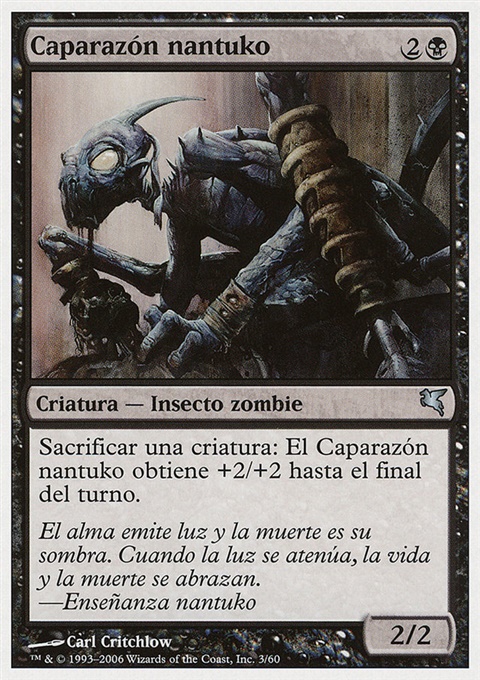 Caparazón nantuko 2
Criatura — Insecto zombie
Sacrificar una criatura: El Caparazón
nantuko obtiene +2/+2 hasta el final
del turno.
El alma emite luz y la muerte es su
sombra. Cuando la luz se atenúa, la vida
y la muerte se abrazan.
—Enseñanza nantuko
Carl Critchlow
2/2
™ & © 1993–2006 Wizards of the Coast, Inc. 3/60